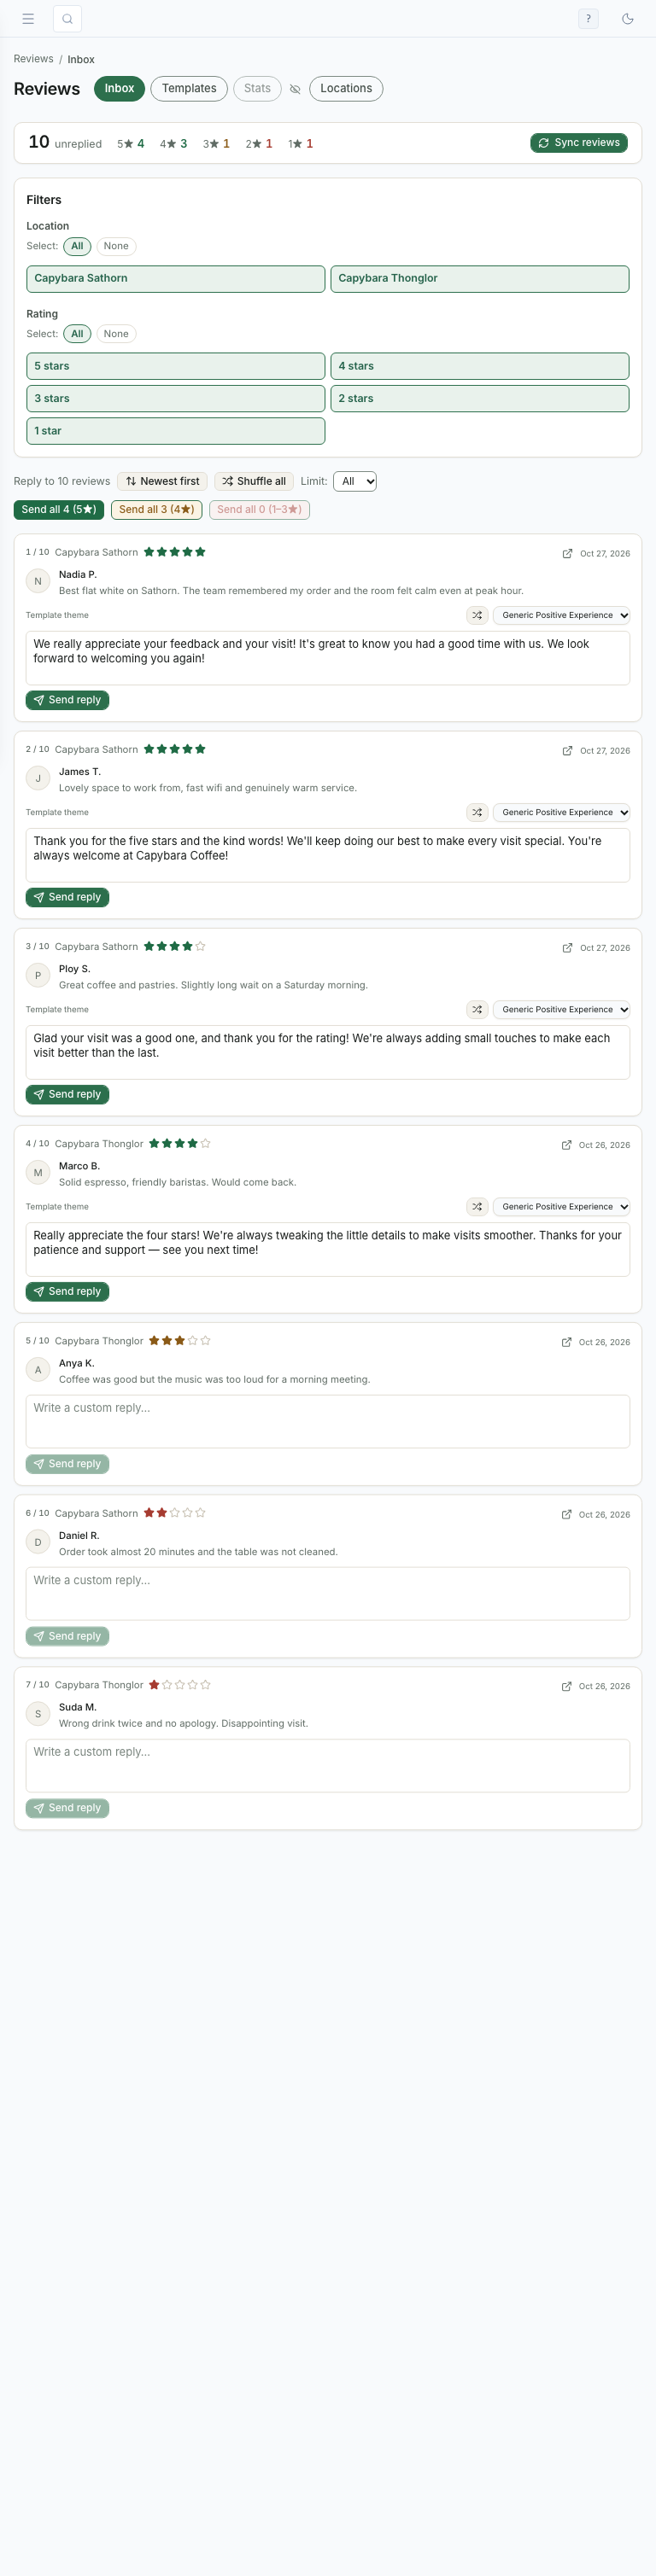 ?
Reviews / Inbox
Reviews Inbox Templates Stats Locations
10 unreplied 5★ 4 4★ 3 3★ 1 2★ 1 1★ 1 Sync reviews
Filters
Location
Select: All None
Capybara Sathorn Capybara Thonglor
Rating
Select: All None
5 stars 4 stars
3 stars 2 stars
1 star
Reply to 10 reviews Newest first Shuffle all Limit: All
Send all 4 (5★) Send all 3 (4★) Send all 0 (1–3★)
1 / 10 Capybara Sathorn Oct 27, 2026
N Nadia P.
Best flat white on Sathorn. The team remembered my order and the room felt calm even at peak hour.
Template theme Generic Positive Experience
We really appreciate your feedback and your visit! It's great to know you had a good time with us. We look
forward to welcoming you again!
Send reply
2 / 10 Capybara Sathorn Oct 27, 2026
J James T.
Lovely space to work from, fast wifi and genuinely warm service.
Template theme Generic Positive Experience
Thank you for the five stars and the kind words! We'll keep doing our best to make every visit special. You're
always welcome at Capybara Coffee!
Send reply
3 / 10 Capybara Sathorn Oct 27, 2026
P Ploy S.
Great coffee and pastries. Slightly long wait on a Saturday morning.
Template theme Generic Positive Experience
Glad your visit was a good one, and thank you for the rating! We're always adding small touches to make each
visit better than the last.
Send reply
4 / 10 Capybara Thonglor Oct 26, 2026
M Marco B.
Solid espresso, friendly baristas. Would come back.
Template theme Generic Positive Experience
Really appreciate the four stars! We're always tweaking the little details to make visits smoother. Thanks for your
patience and support — see you next time!
Send reply
5 / 10 Capybara Thonglor Oct 26, 2026
A Anya K.
Coffee was good but the music was too loud for a morning meeting.
Write a custom reply...
Send reply
6 / 10 Capybara Sathorn Oct 26, 2026
D Daniel R.
Order took almost 20 minutes and the table was not cleaned.
Write a custom reply...
Send reply
7 / 10 Capybara Thonglor Oct 26, 2026
S Suda M.
Wrong drink twice and no apology. Disappointing visit.
Write a custom reply...
Send reply